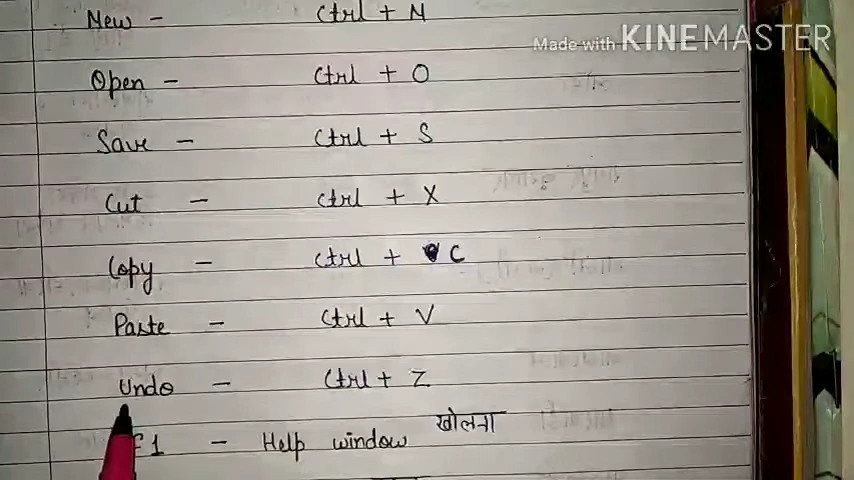 New - Ctrl + N
Made with KINEMASTER
Open - Ctrl + O
Save - Ctrl + S
Cut - Ctrl + X
Copy - Ctrl + C
Paste - Ctrl + V
Undo - Ctrl + Z
F1 - Help window खोलना